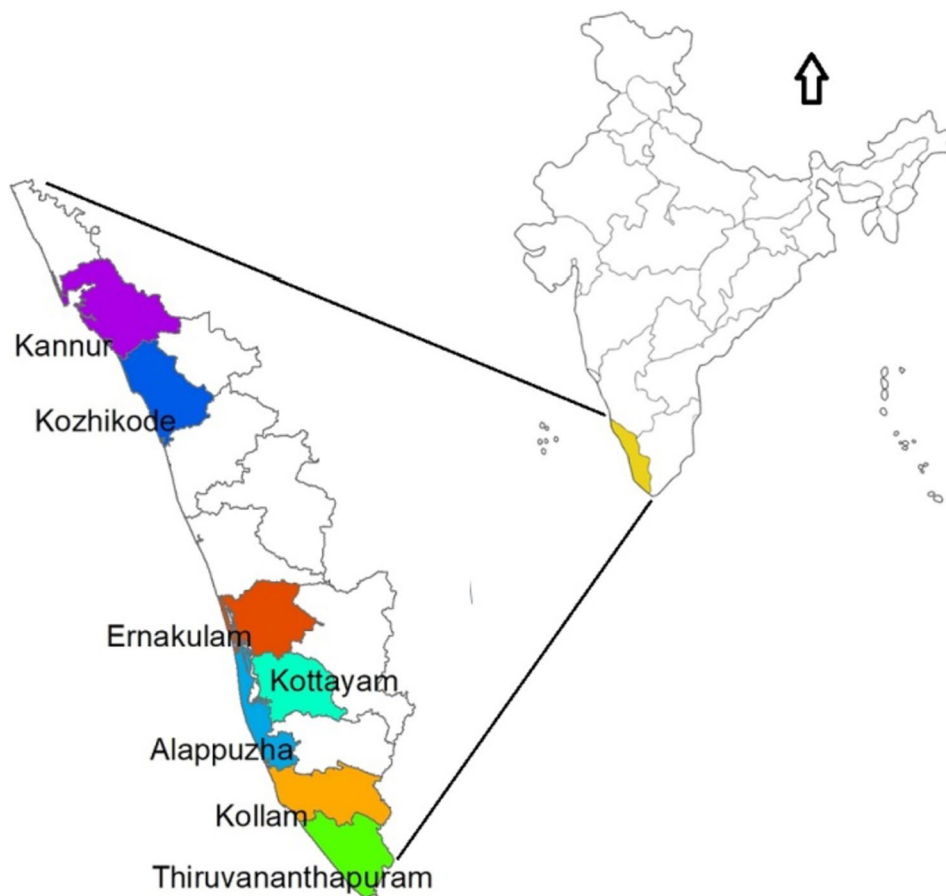 Kannur
Kozhikode
Ernakulam
Kottayam
Alappuzha
Kollam
Thiruvananthapuram